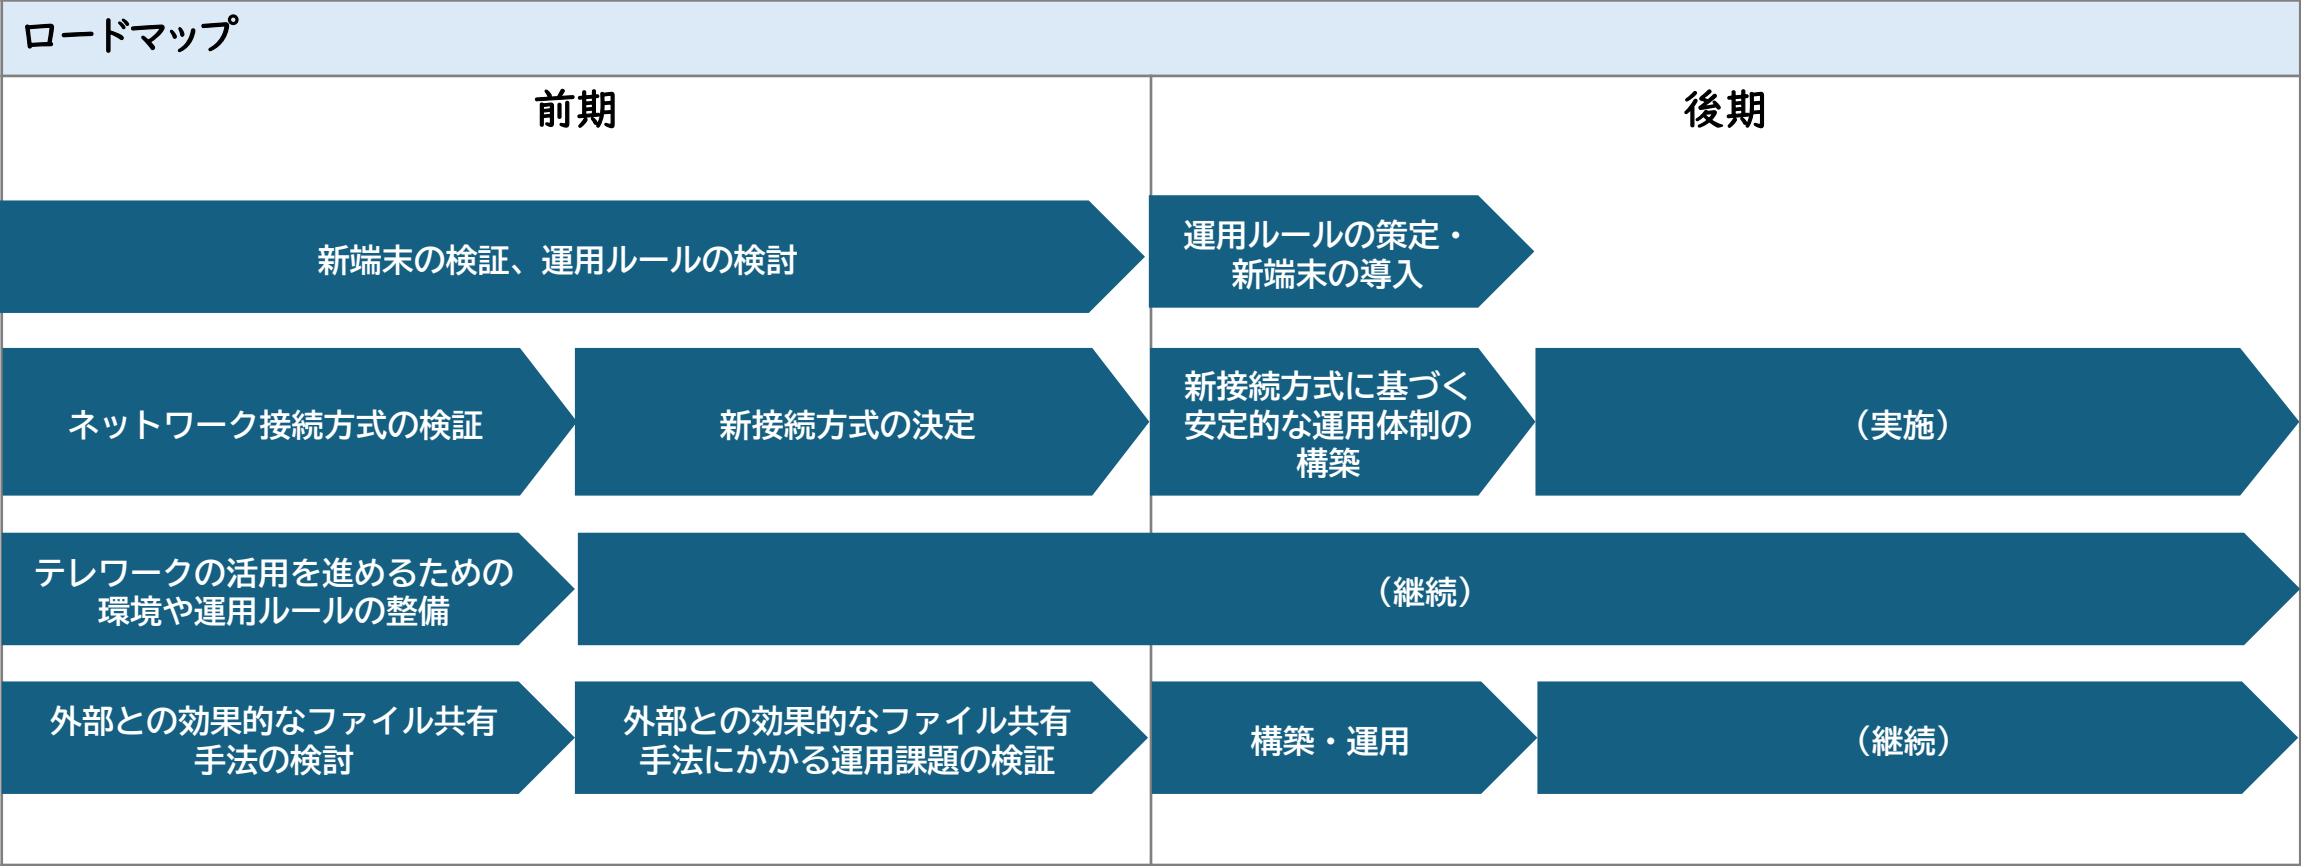 ロードマップ
前期
後期
新端末の検証、運用ルールの検討
運用ルールの策定・
新端末の導入
ネットワーク接続方式の検証
新接続方式の決定
新接続方式に基づく
安定的な運用体制の
構築
（実施）
テレワークの活用を進めるための
環境や運用ルールの整備
（継続）
外部との効果的なファイル共有
手法の検討
外部との効果的なファイル共有
手法にかかる運用課題の検証
構築・運用
（継続）